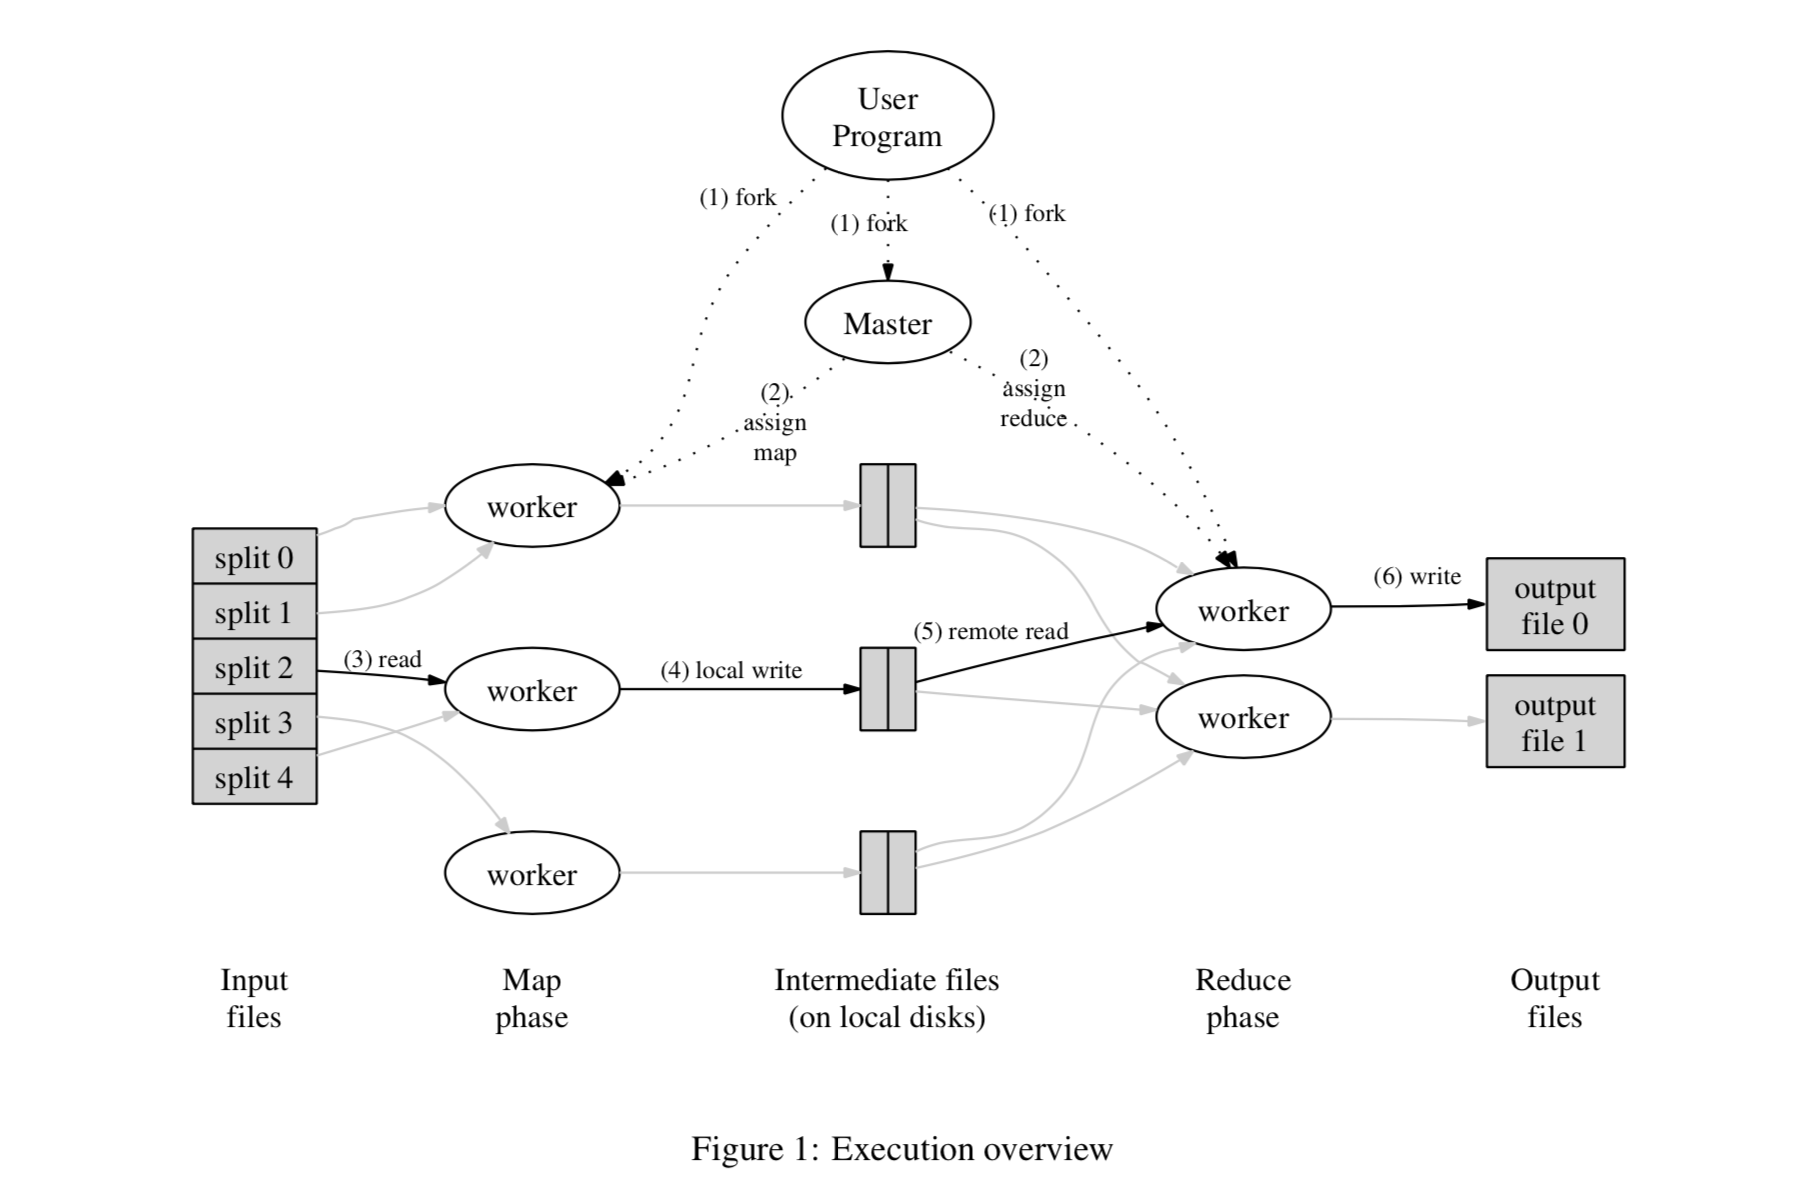 User
Program
(1) fork
(1) fork
(1) fork
Master
(2)
assign
map
(2)
assign
reduce
worker
split 0
split 1
split 2
split 3
split 4
(3) read
worker
(4) local write
worker
(5) remote read
worker
worker
(6) write
output
file 0
output
file 1
Input
files
Map
phase
Intermediate files
(on local disks)
Reduce
phase
Output
files
Figure 1: Execution overview